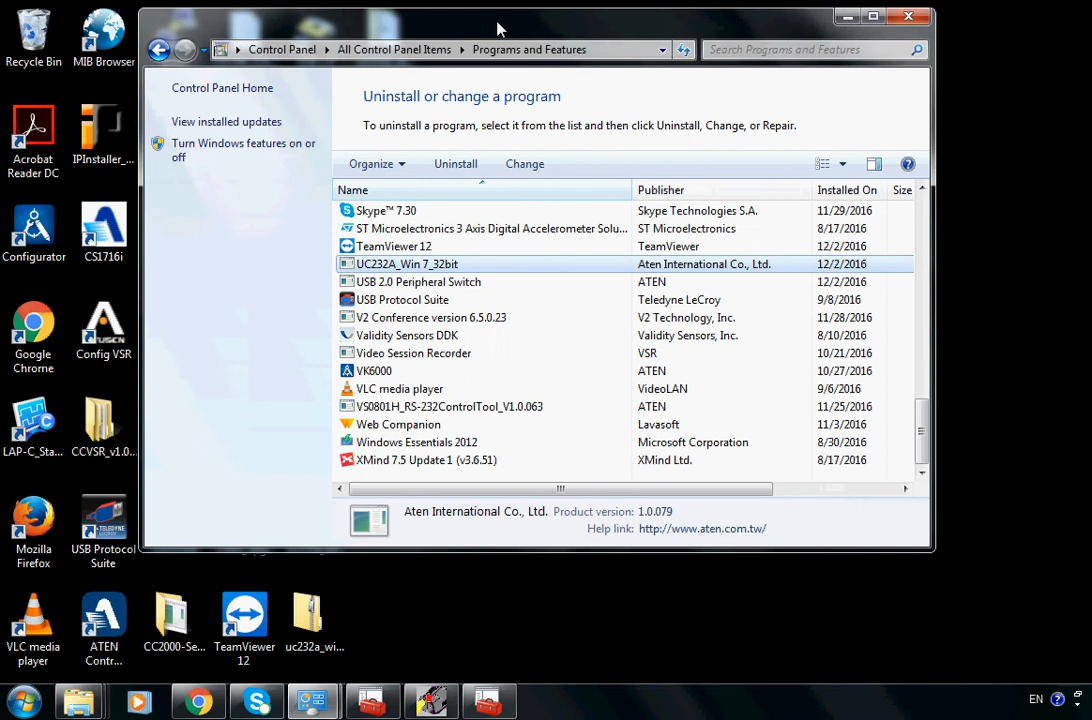 Recycle Bin
MIB Browser
Acrobat
Reader DC
IPInstaller_...
Configurator
CS1716i
Google
Chrome
Config VSR
LAP-C_Sta...
CCVSR_v1.0...
Mozilla
Firefox
USB Protocol
Suite
VLC media
player
ATEN
Contr...
CC2000-Se...
TeamViewer
12
uc232a_wi...
Control Panel
All Control Panel Items
Programs and Features
Search Programs and Features
Control Panel Home
View installed updates
Turn Windows features on or
off
Uninstall or change a program
To uninstall a program, select it from the list and then click Uninstall, Change, or Repair.
Organize Uninstall Change
Name Publisher Installed On Size
Skype™ 7.30 Skype Technologies S.A. 11/29/2016
ST Microelectronics 3 Axis Digital Accelerometer Solu... ST Microelectronics 8/17/2016
TeamViewer 12 TeamViewer 12/2/2016
UC232A_Win 7_32bit Aten International Co., Ltd. 12/2/2016
USB 2.0 Peripheral Switch ATEN 12/2/2016
USB Protocol Suite Teledyne LeCroy 9/8/2016
V2 Conference version 6.5.0.23 V2 Technology, Inc. 11/28/2016
Validity Sensors DDK Validity Sensors, Inc. 8/10/2016
Video Session Recorder VSR 10/21/2016
VK6000 ATEN 10/27/2016
VLC media player VideoLAN 9/6/2016
VS0801H_RS-232ControlTool_V1.0.063 ATEN 11/25/2016
Web Companion Lavasoft 11/3/2016
Windows Essentials 2012 Microsoft Corporation 8/30/2016
XMind 7.5 Update 1 (v3.6.51) XMind Ltd. 8/17/2016
Aten International Co., Ltd. Product version: 1.0.079
Help link: http://www.aten.com.tw/
EN